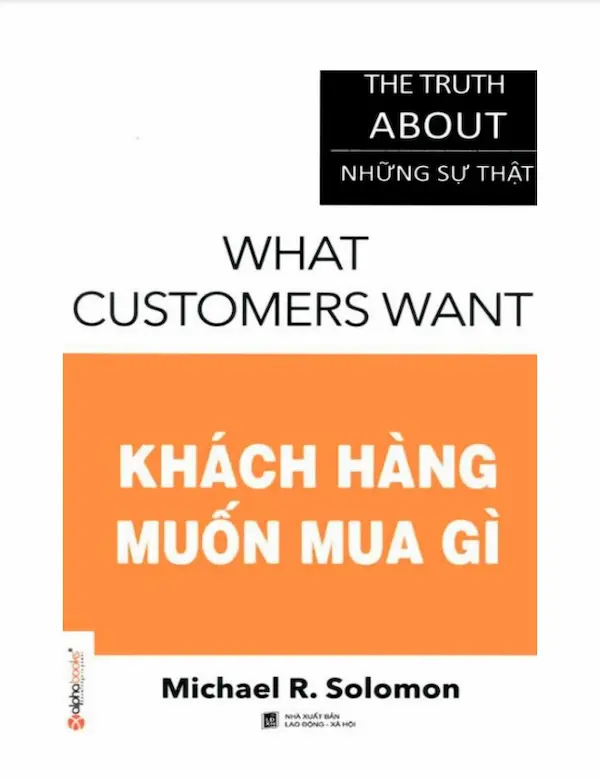 THE TRUTH
ABOUT
NHỮNG SỰ THẬT
WHAT
CUSTOMERS WANT
KHÁCH HÀNG
MUỐN MUA GÌ
alphabooks
Michael R. Solomon
NHÀ XUẤT BẢN
LAO ĐỘNG - XÃ HỘI